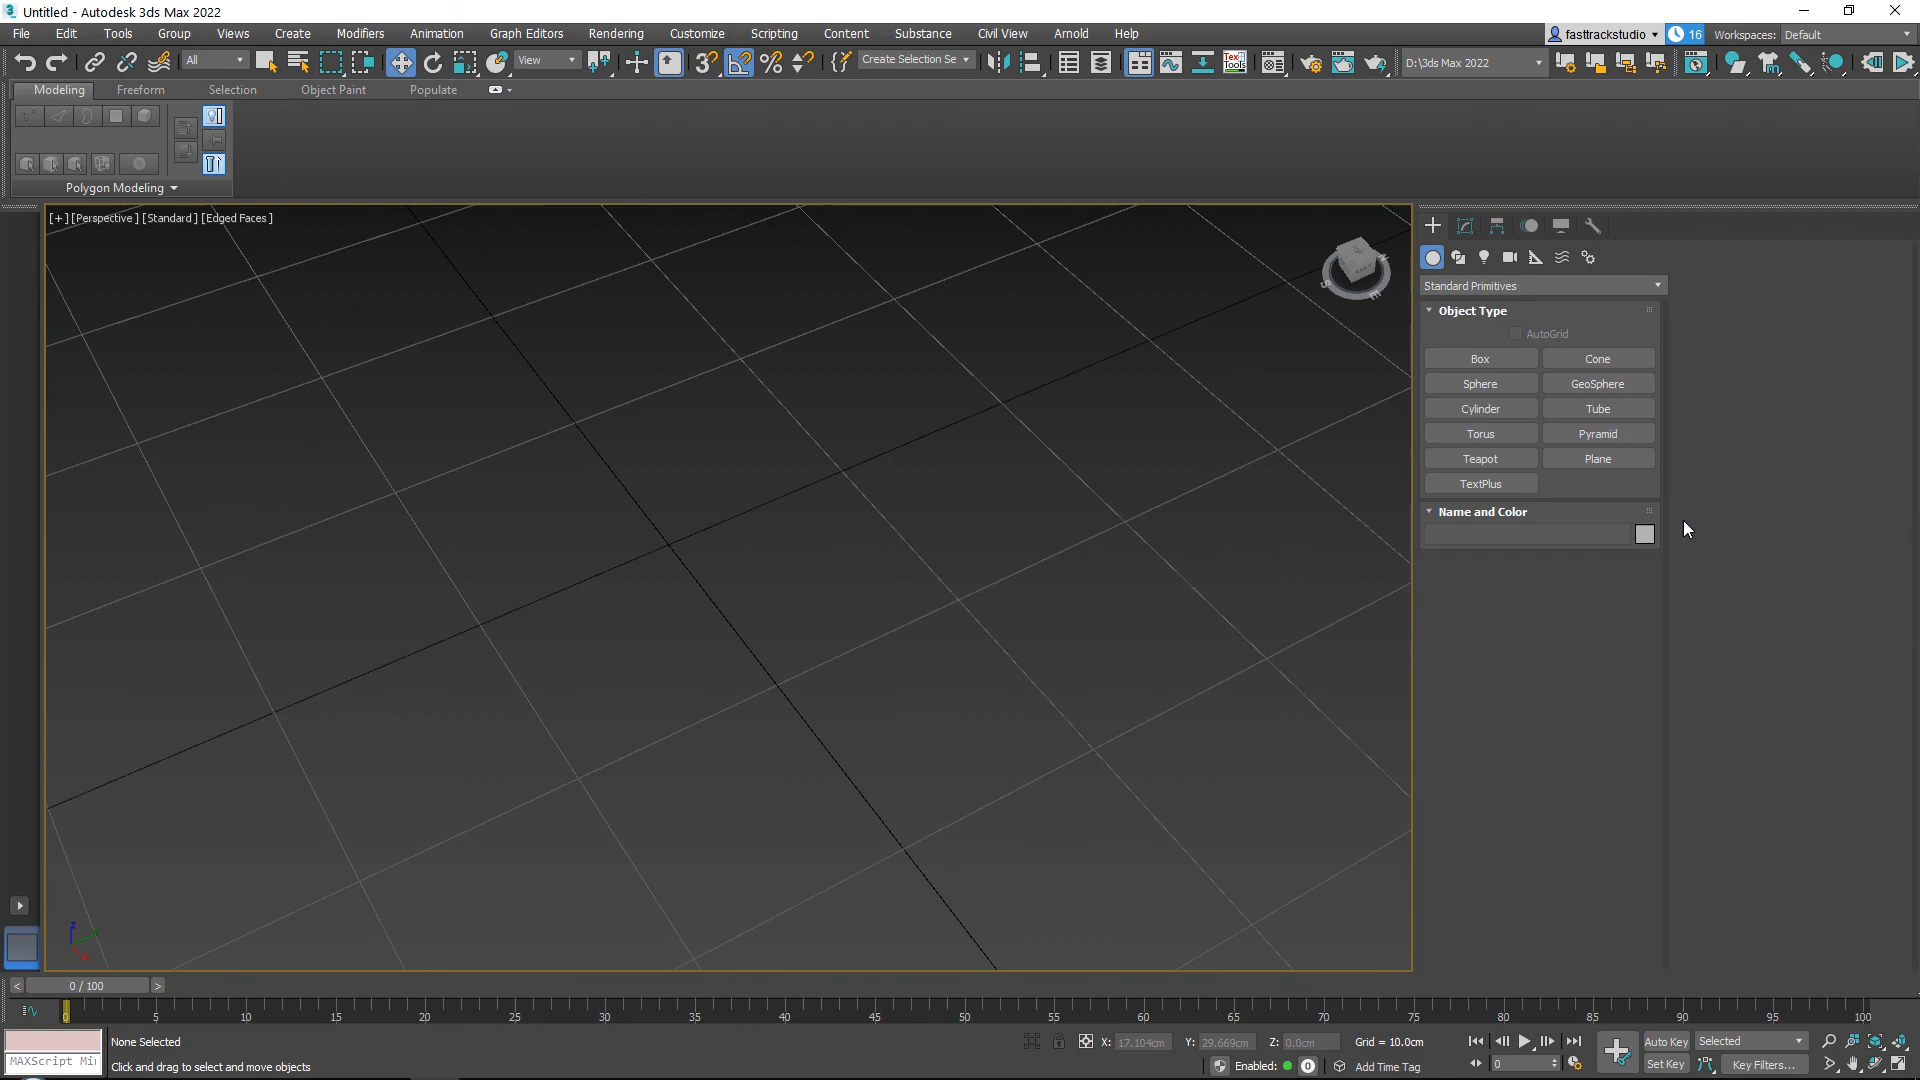 Untitled - Autodesk 3ds Max 2022
File Edit Tools Group Views Create Modifiers Animation Graph Editors Rendering Customize Scripting Content Substance Civil View Arnold Help
fasttrackstudio 16 Workspaces: Default
All View Create Selection Se D:\3ds Max 2022
Modeling Freeform Selection Object Paint Populate
Polygon Modeling
[+] [Perspective] [Standard] [Edged Faces]
Standard Primitives
Object Type
AutoGrid
Box Cone
Sphere GeoSphere
Cylinder Tube
Torus Pyramid
Teapot Plane
TextPlus
Name and Color
0 / 100
0 5 10 15 20 25 30 35 40 45 50 55 60 65 70 75 80 85 90 95 100
None Selected X: 17.104cm Y: 29.669cm Z: 0.0cm Grid = 10.0cm Auto Key Selected
MAXScript Mi Click and drag to select and move objects Enabled: 0 Add Time Tag 0 Set Key Key Filters...